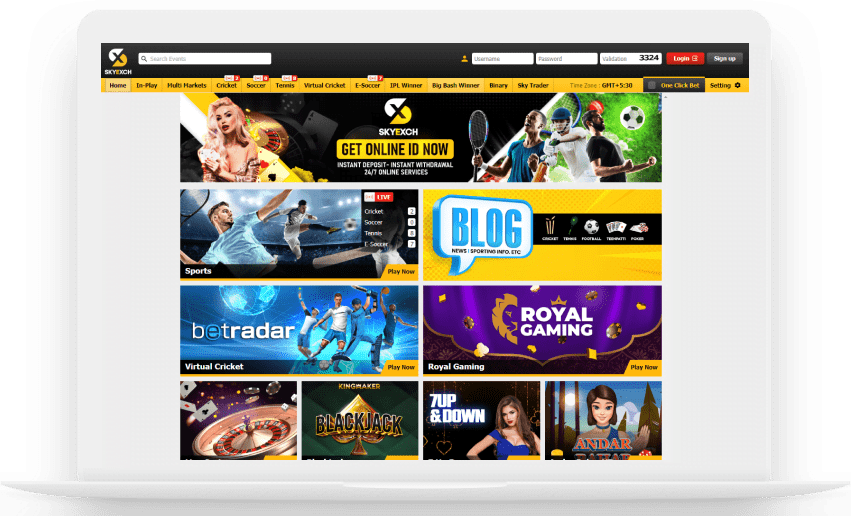 SKYEXCH
Search Events
Username
Password
Validation
3324
Login
Sign up
Home
In-Play
Multi Markets
Cricket
Soccer
Tennis
Virtual Cricket
E-Soccer
7
IPL Winner
Big Bash Winner
Binary
Sky Trader
Time Zone : GMT+5:30
One Click Bet
Setting
SKYEXCH
GET ONLINE ID NOW
INSTANT DEPOSIT- INSTANT WITHDRAWAL
24/7 ONLINE SERVICES
LIVE
Cricket 2
Soccer
Tennis
E-Soccer 7
Sports
Play Now
BLOG
NEWS | SPORTING INFO. ETC
CRICKET
TENNIS
FOOTBALL
TEENPATTI
POKER
betradar
Virtual Cricket
Play Now
ROYAL
GAMING
Royal Gaming
Play Now
KINGMAKER
BLACKJACK
7UP
& DOWN
ANDAR